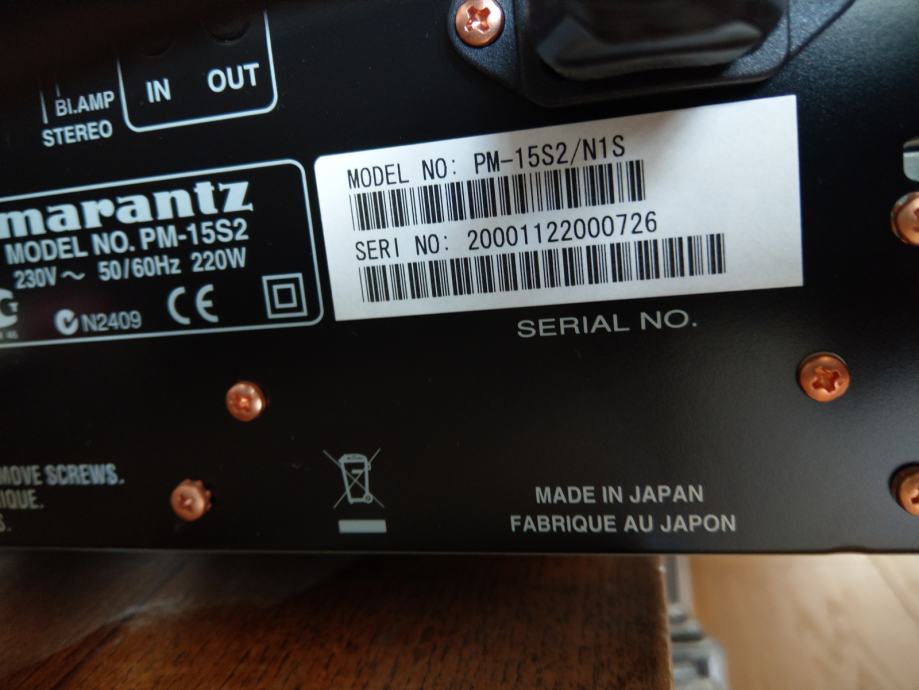 IN OUT
BI.AMP
STEREO
marantz
MODEL NO. PM-15S2
230V～ 50/60Hz 220W
N2409 CE
MODEL NO: PM-15S2/N1S
SERI NO: 20001122000726
SERIAL NO.
MOVE SCREWS.
IQUE.
S.
MADE IN JAPAN
FABRIQUE AU JAPON